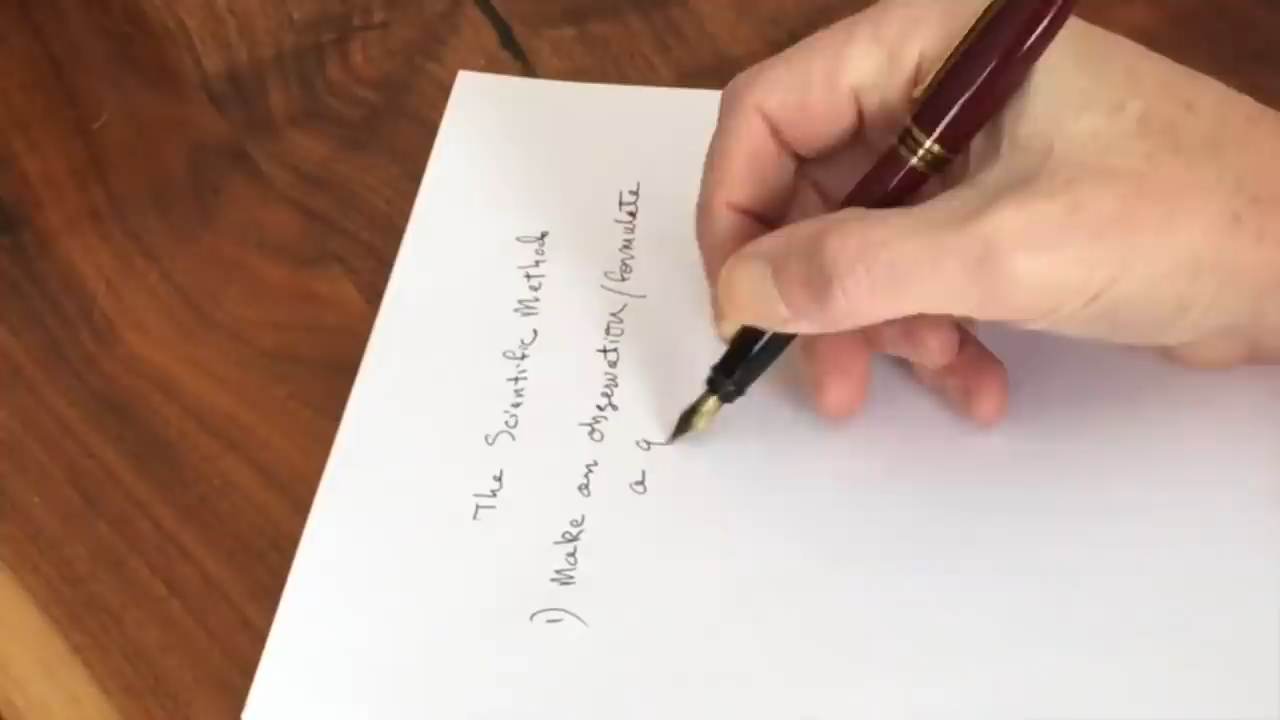 The Scientific Method
1) Make an observation/formulate
a q